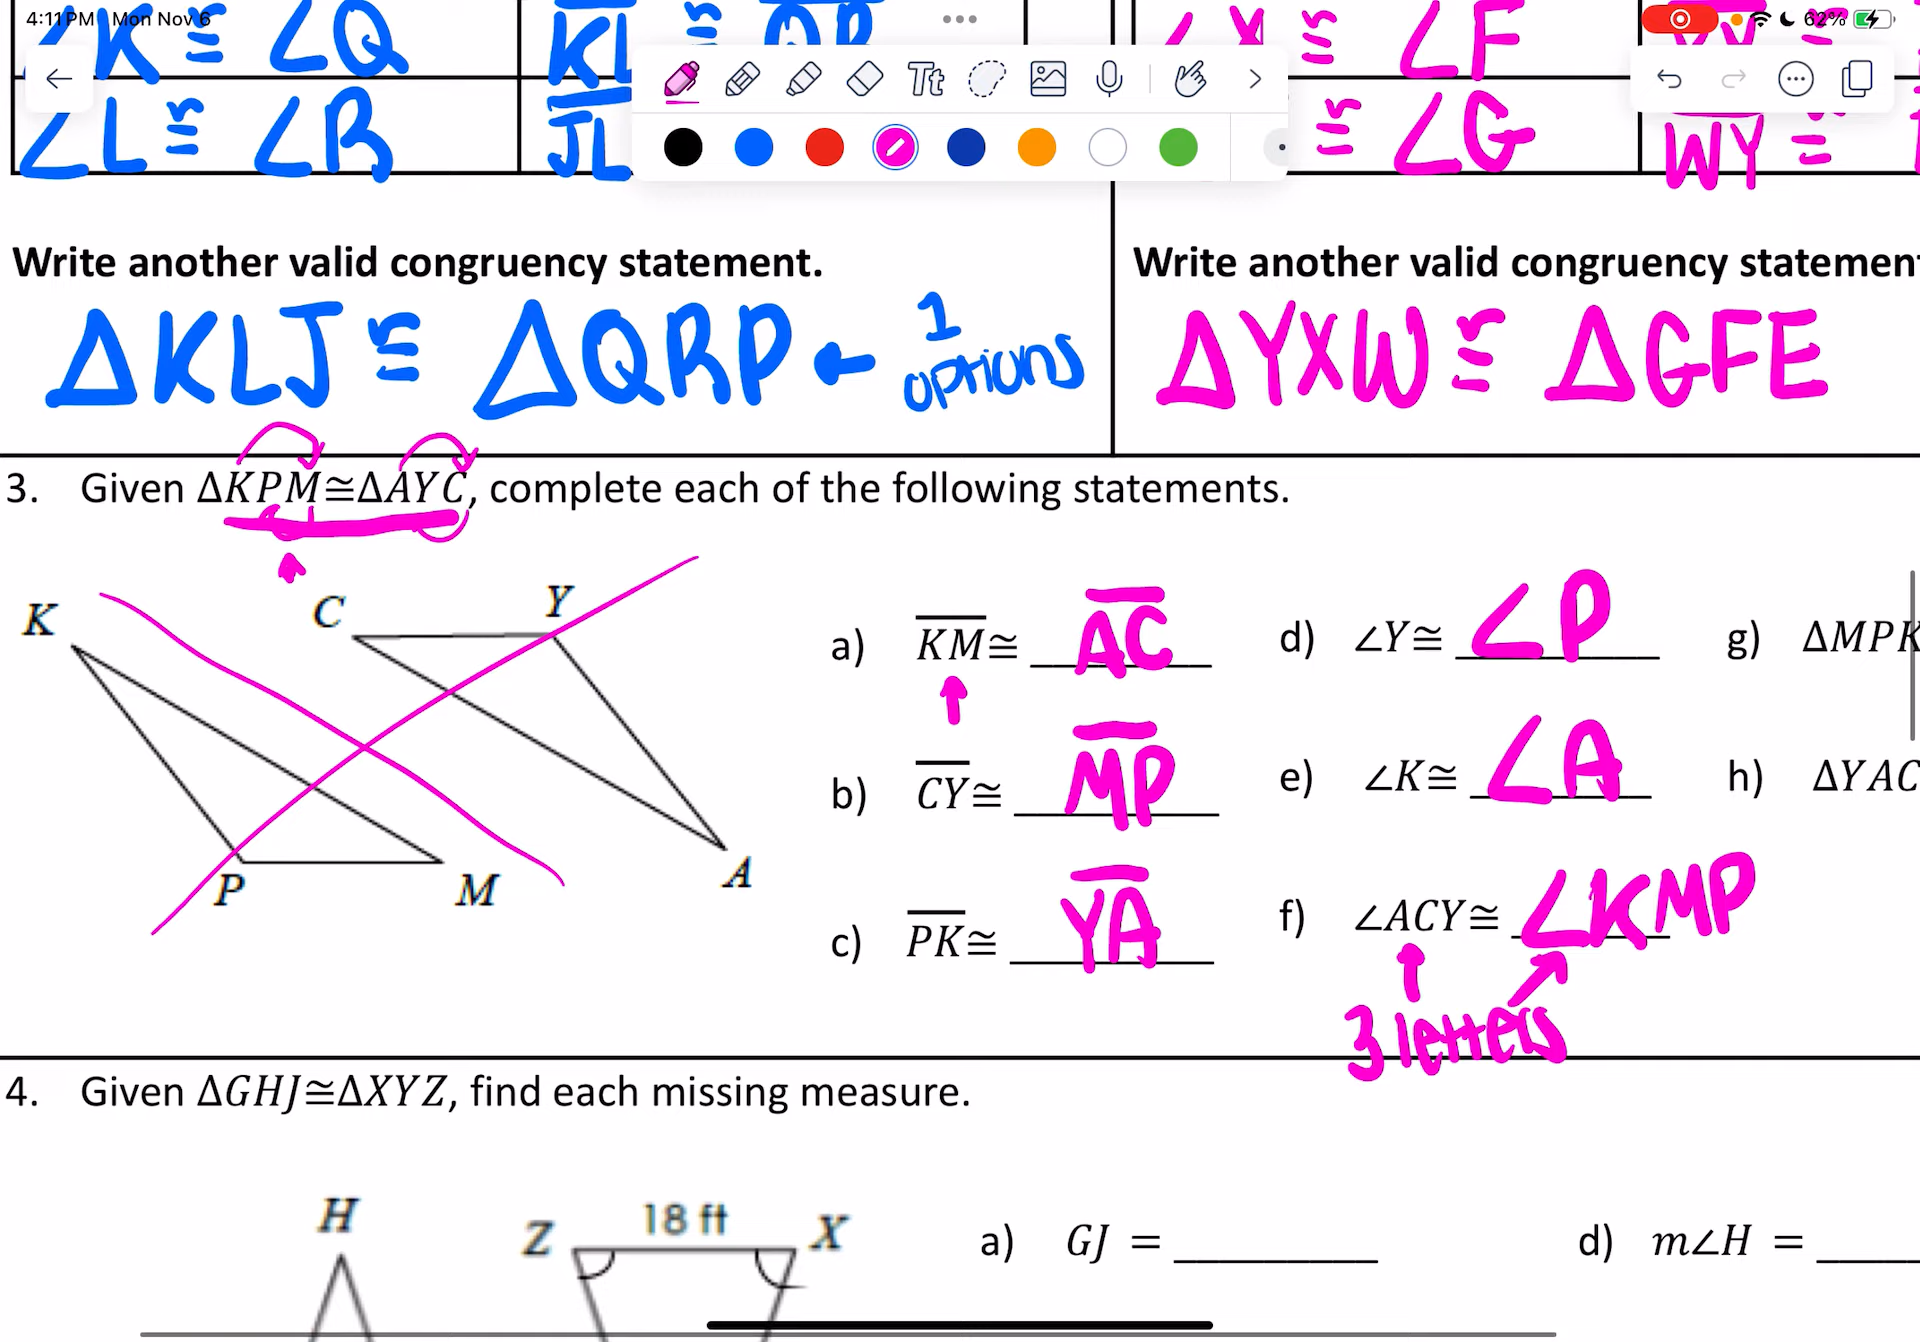 4:11 PM Mon Nov 6
62%
∠K ≅ ∠Q
∠L ≅ ∠R
JL
∠X ≅ ∠F
≅ ∠G
WY ≅
Tt
Write another valid congruency statement.
ΔKLJ ≅ ΔQRP ← 1 options
Write another valid congruency statemen
ΔYXW ≅ ΔGFE
3. Given ΔKPM≅ΔAYC, complete each of the following statements.
K
C
Y
P
M
A
a) KM≅ AC
b) CY≅ MP
c) PK≅ YA
d) ∠Y≅ ∠P
e) ∠K≅ ∠A
f) ∠ACY≅ ∠KMP
3 letters
g) ΔMPK
h) ΔYAC
4. Given ΔGHJ≅ΔXYZ, find each missing measure.
H
Z 18 ft X
a) GJ =
d) m∠H =